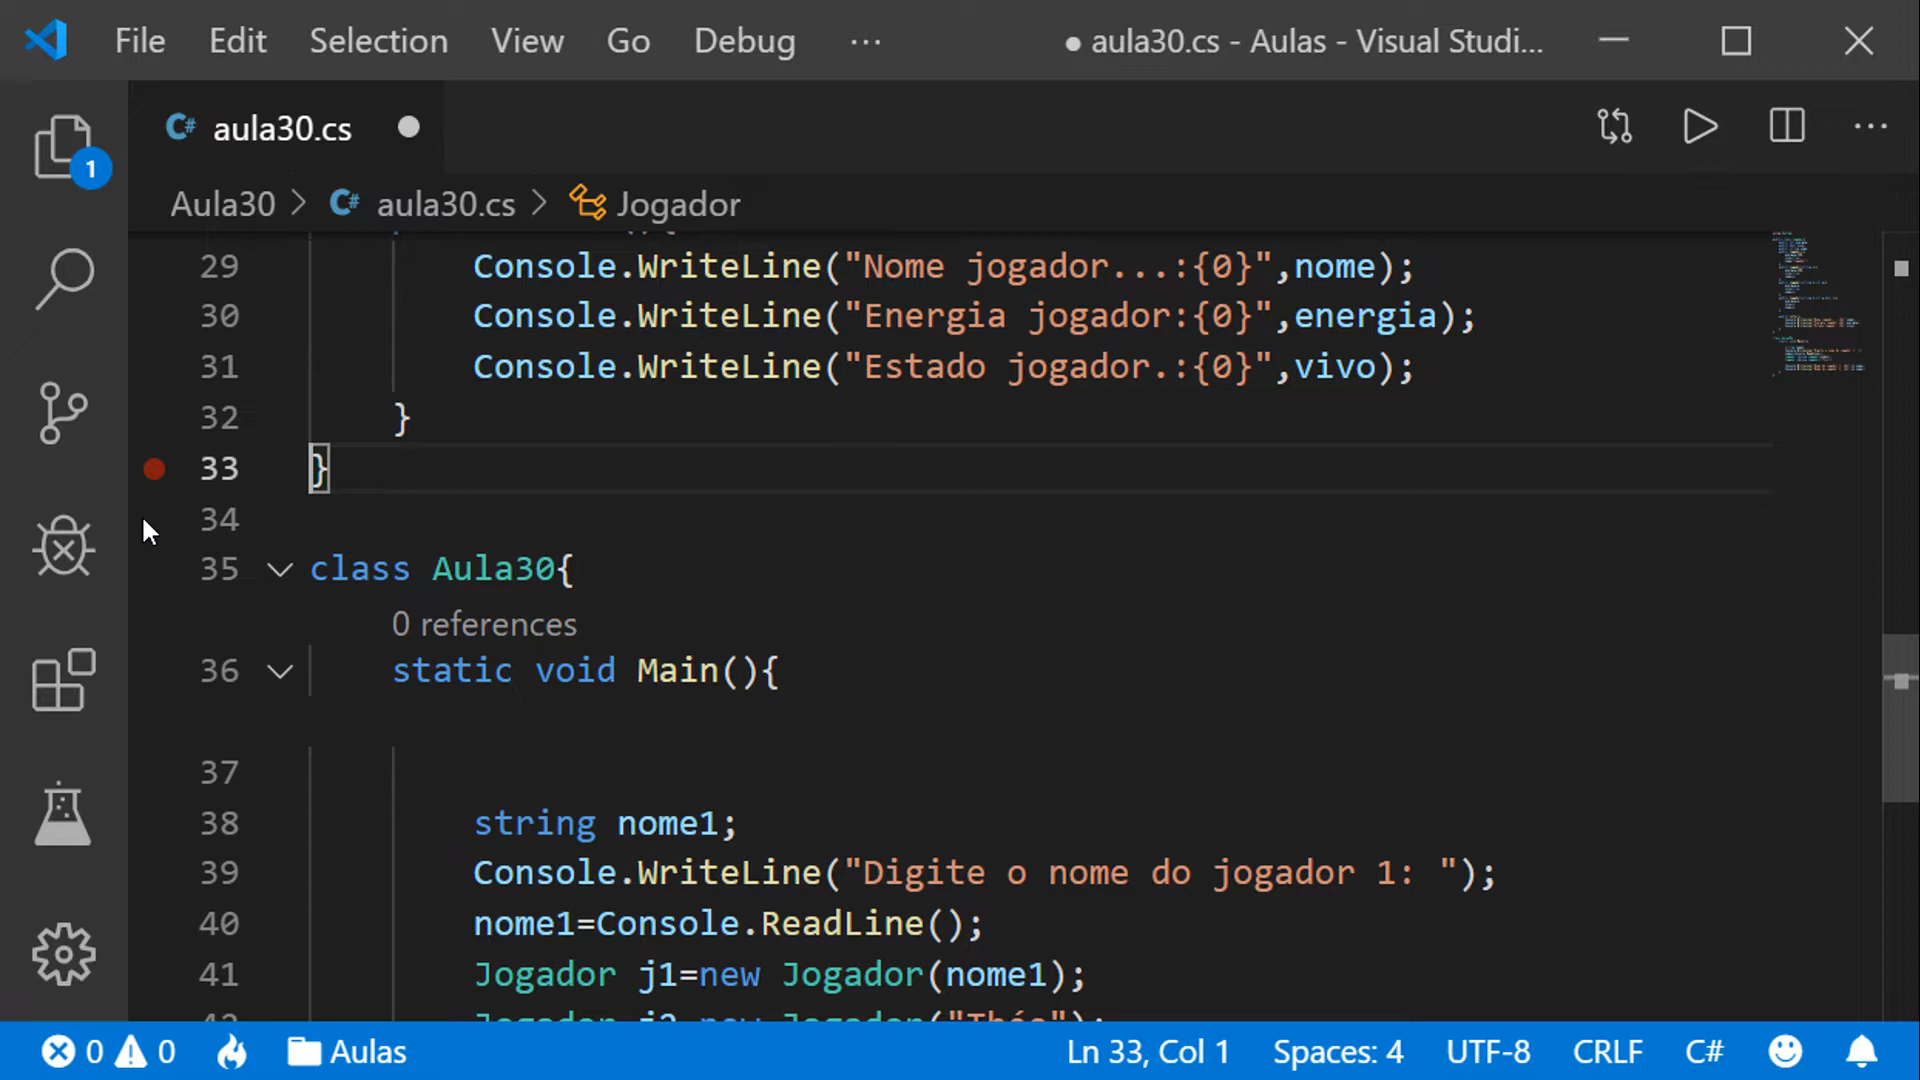 File Edit Selection View Go Debug ··· ● aula30.cs - Aulas - Visual Studi...
C# aula30.cs ●
1
Aula30 > C# aula30.cs > Jogador
29 Console.WriteLine("Nome jogador...:{0}",nome);
30 Console.WriteLine("Energia jogador:{0}",energia);
31 Console.WriteLine("Estado jogador.:{0}",vivo);
32 }
33 }
34
35 class Aula30{
0 references
36 static void Main(){
37
38 string nome1;
39 Console.WriteLine("Digite o nome do jogador 1: ");
40 nome1=Console.ReadLine();
41 Jogador j1=new Jogador(nome1);
0 0 Aulas Ln 33, Col 1 Spaces: 4 UTF-8 CRLF C#